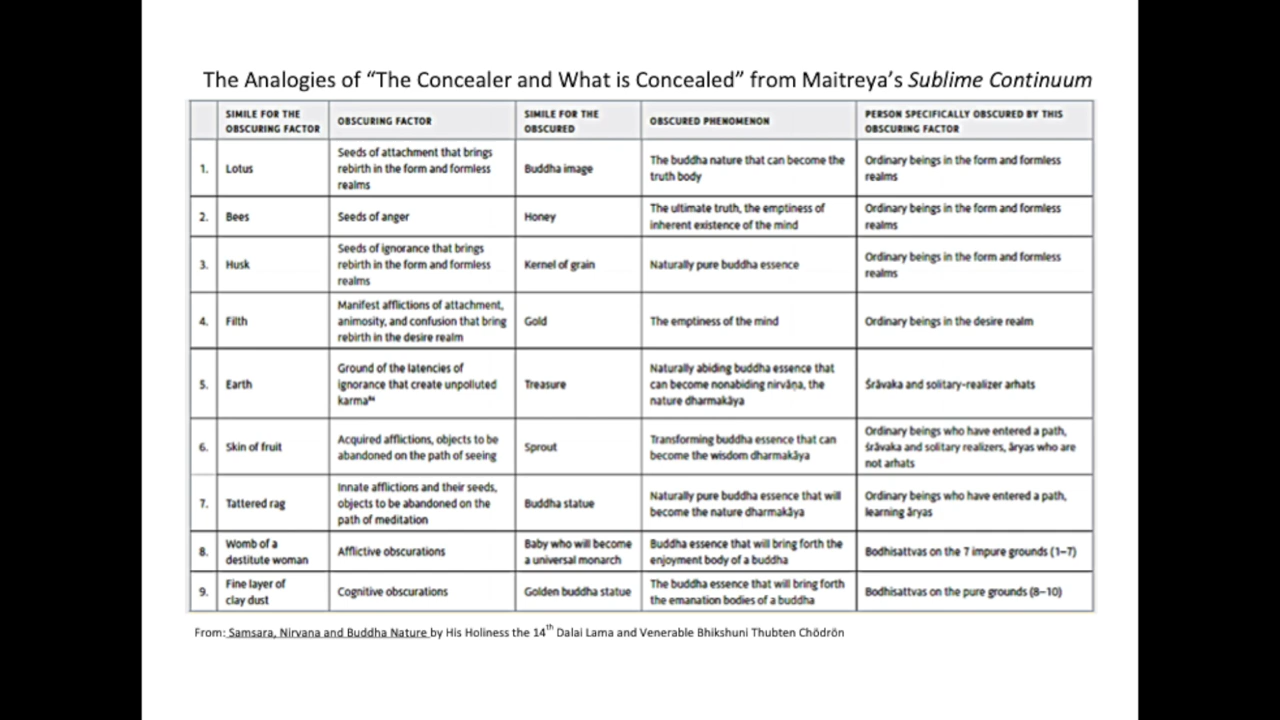 The Analogies of “The Concealer and What is Concealed” from Maitreya’s Sublime Continuum
SIMILE FOR THE OBSCURING FACTOR | OBSCURING FACTOR | SIMILE FOR THE OBSCURED | OBSCURED PHENOMENON | PERSON SPECIFICALLY OBSCURED BY THIS OBSCURING FACTOR
1. | Lotus | Seeds of attachment that brings rebirth in the form and formless realms | Buddha image | The buddha nature that can become the truth body | Ordinary beings in the form and formless realms
2. | Bees | Seeds of anger | Honey | The ultimate truth, the emptiness of inherent existence of the mind | Ordinary beings in the form and formless realms
3. | Husk | Seeds of ignorance that brings rebirth in the form and formless realms | Kernel of grain | Naturally pure buddha essence | Ordinary beings in the form and formless realms
4. | Filth | Manifest afflictions of attachment, animosity, and confusion that bring rebirth in the desire realm | Gold | The emptiness of the mind | Ordinary beings in the desire realm
5. | Earth | Ground of the latencies of ignorance that create unpolluted karma | Treasure | Naturally abiding buddha essence that can become nonabiding nirvāṇa, the nature dharmakāya | Śrāvaka and solitary-realizer arhats
6. | Skin of fruit | Acquired afflictions, objects to be abandoned on the path of seeing | Sprout | Transforming buddha essence that can become the wisdom dharmakāya | Ordinary beings who have entered a path, śrāvaka and solitary realizers, āryas who are not arhats
7. | Tattered rag | Innate afflictions and their seeds, objects to be abandoned on the path of meditation | Buddha statue | Naturally pure buddha essence that will become the nature dharmakāya | Ordinary beings who have entered a path, learning āryas
8. | Womb of a destitute woman | Afflictive obscurations | Baby who will become a universal monarch | Buddha essence that will bring forth the enjoyment body of a buddha | Bodhisattvas on the 7 impure grounds (1–7)
9. | Fine layer of clay dust | Cognitive obscurations | Golden buddha statue | The buddha essence that will bring forth the emanation bodies of a buddha | Bodhisattvas on the pure grounds (8–10)
From: Samsara, Nirvana and Buddha Nature by His Holiness the 14th Dalai Lama and Venerable Bhikshuni Thubten Chödrön